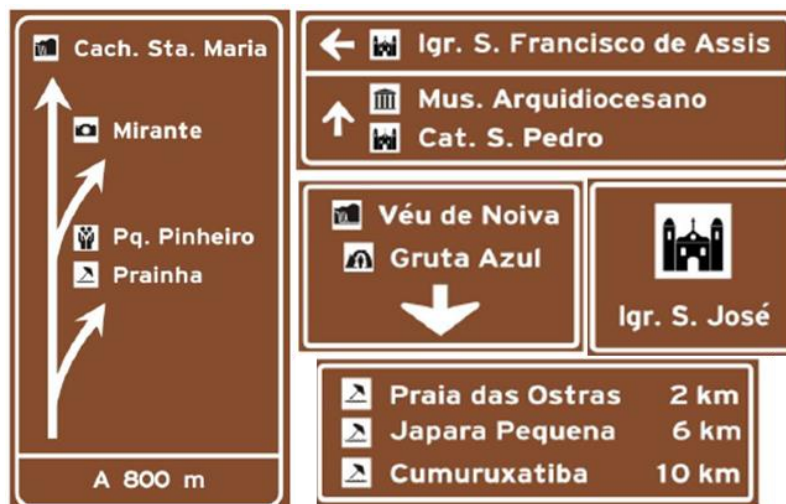 Cach. Sta. Maria
Mirante
Pq. Pinheiro
Prainha
A 800 m
Igr. S. Francisco de Assis
Mus. Arquidiocesano
Cat. S. Pedro
Véu de Noiva
Gruta Azul
Igr. S. José
Praia das Ostras 2 km
Japara Pequena 6 km
Cumuruxatiba 10 km